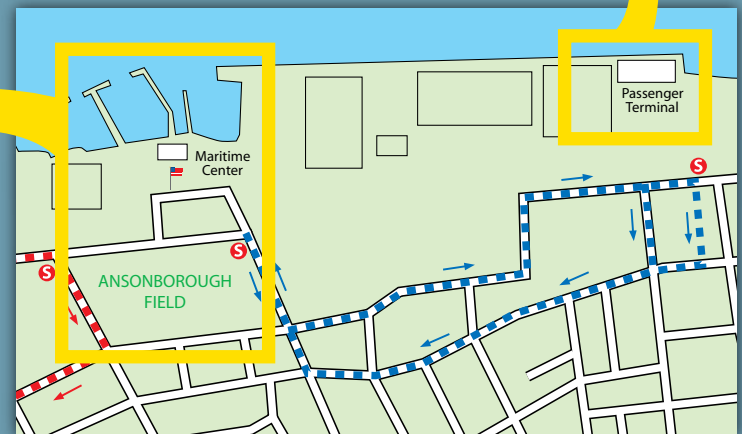 Passenger
Terminal
Maritime
Center
S
S
S
ANSONBOROUGH
FIELD